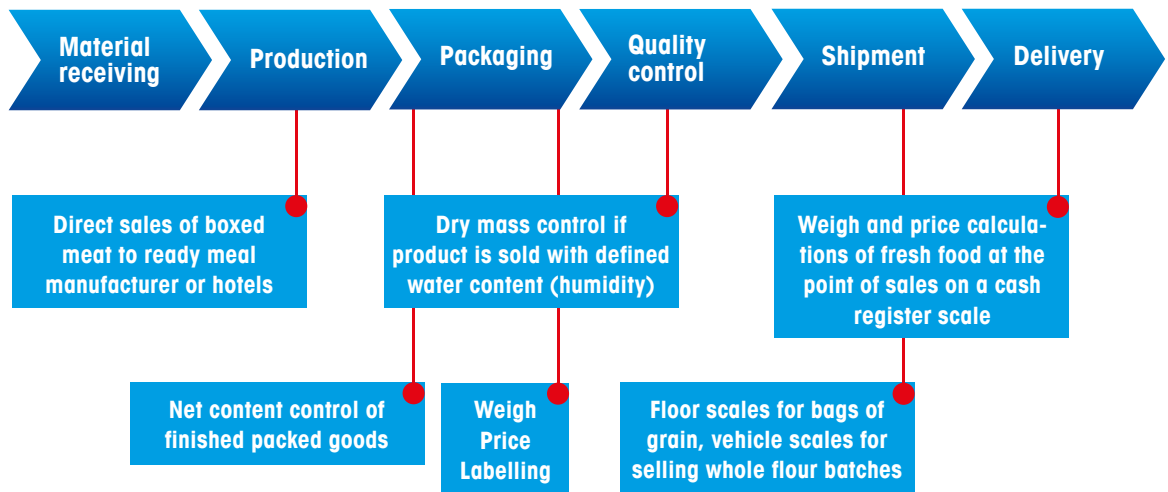 Material
receiving
Production
Packaging
Quality
control
Shipment
Delivery
Direct sales of boxed
meat to ready meal
manufacturer or hotels
Dry mass control if
product is sold with defined
water content (humidity)
Weigh and price calcula-
tions of fresh food at the
point of sales on a cash
register scale
Net content control of
finished packed goods
Weigh
Price
Labelling
Floor scales for bags of
grain, vehicle scales for
selling whole flour batches